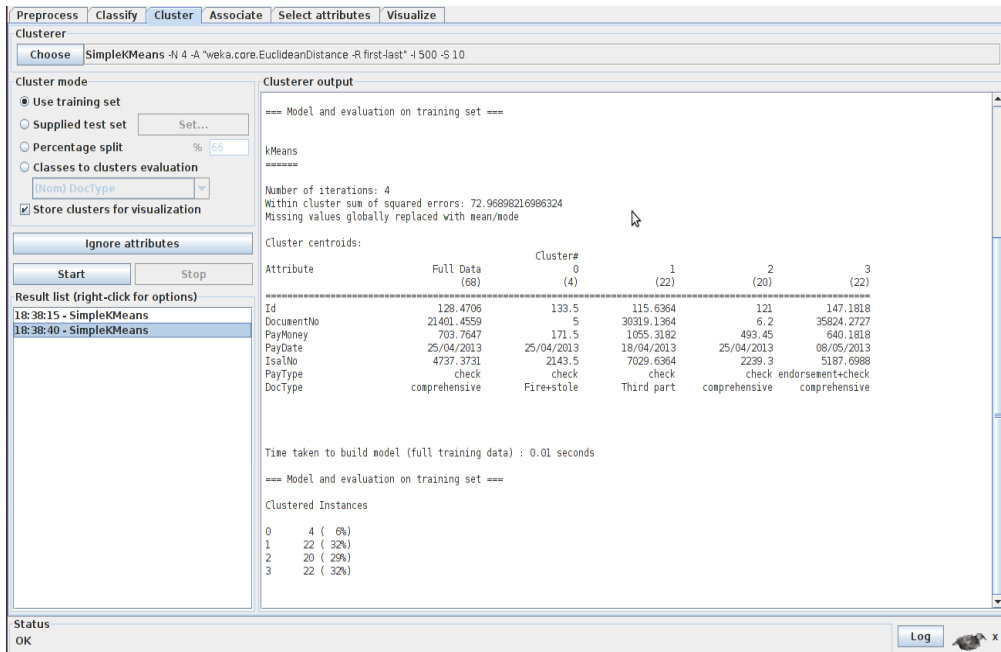 Preprocess Classify Cluster Associate Select attributes Visualize
Clusterer
Choose SimpleKMeans -N 4 -A "weka.core.EuclideanDistance -R first-last" -I 500 -S 10
Cluster mode
Use training set
Supplied test set Set...
Percentage split % 66
Classes to clusters evaluation
(Nom) DocType
Store clusters for visualization
Ignore attributes
Start Stop
Result list (right-click for options)
18:38:15 - SimpleKMeans
18:38:40 - SimpleKMeans
Clusterer output
=== Model and evaluation on training set ===
kMeans
======
Number of iterations: 4
Within cluster sum of squared errors: 72.96898216986324
Missing values globally replaced with mean/mode
Cluster centroids:
Cluster#
Attribute Full Data 0 1 2 3
(68) (4) (22) (20) (22)
==========================================================================================
Id 128.4706 133.5 115.6364 121 147.1818
DocumentNo 21401.4559 5 30319.1364 6.2 35824.2727
PayMoney 703.7647 171.5 1055.3182 493.45 640.1818
PayDate 25/04/2013 25/04/2013 18/04/2013 25/04/2013 08/05/2013
IsalNo 4737.3731 2143.5 7029.6364 2239.3 5187.6988
PayType check check check check endorsement+check
DocType comprehensive Fire+stole Third part comprehensive comprehensive
Time taken to build model (full training data) : 0.01 seconds
=== Model and evaluation on training set ===
Clustered Instances
0 4 ( 6%)
1 22 ( 32%)
2 20 ( 29%)
3 22 ( 32%)
Status
OK
Log x